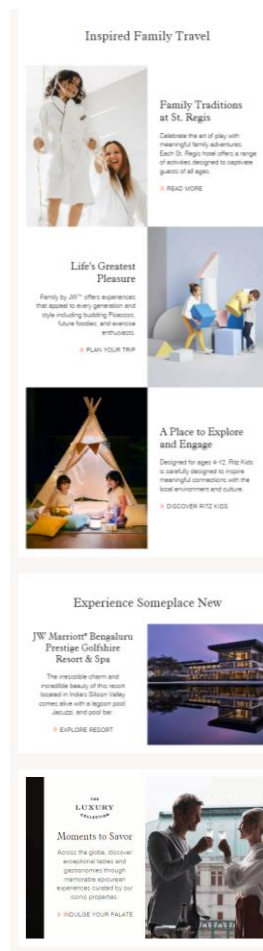 Inspired Family Travel
Family Traditions
at St. Regis
Celebrate the art of play with
meaningful family adventures.
Each St. Regis hotel offers a range
of activities designed to captivate
guests of all ages.
» READ MORE
Life's Greatest
Pleasure
Family by JW™ offers experiences
that appeal to every generation and
style including budding Picassos,
future foodies, and exercise
enthusiasts.
» PLAN YOUR TRIP
A Place to Explore
and Engage
Designed for ages 4-12, Ritz Kids
is carefully designed to inspire
meaningful connections with the
local environment and culture.
» DISCOVER RITZ KIDS
Experience Someplace New
JW Marriott® Bengaluru
Prestige Golfshire
Resort & Spa
The irresistible charm and
incredible beauty of this resort
located in India's Silicon Valley
comes alive with a lagoon pool,
Jacuzzi, and pool bar.
» EXPLORE RESORT
THE
LUXURY
COLLECTION
Moments to Savor
Across the globe, discover
exceptional tastes and
gastronomies through
memorable epicurean
experiences curated by our
iconic properties.
» INDULGE YOUR PALATE